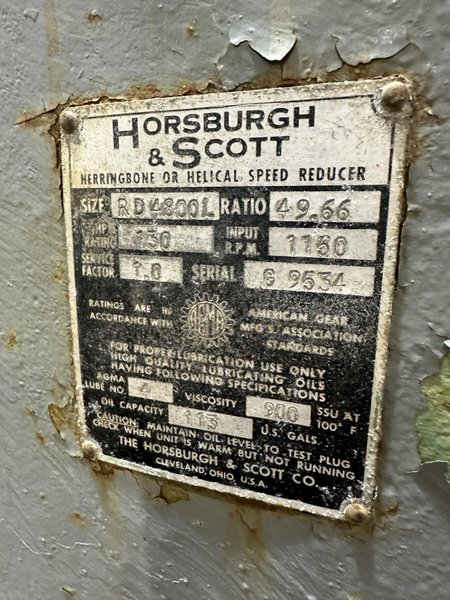 HORSBURGH
& SCOTT
HERRINGBONE OR HELICAL SPEED REDUCER
SIZE RD4800L RATIO 49.66
RATING 130 INPUT R.P.M. 1150
SERVICE FACTOR 1.0 SERIAL G 9534
RATINGS ARE IN ACCORDANCE WITH AGMA AMERICAN GEAR MFG'S ASSOCIATION STANDARDS
FOR PROPER LUBRICATION USE ONLY
HIGH QUALITY LUBRICATING OILS
HAVING FOLLOWING SPECIFICATIONS
AGMA LUBE NO. 4 VISCOSITY 900 SSU AT 100° F
OIL CAPACITY 113 U.S. GALS.
CAUTION: MAINTAIN OIL LEVEL TO TEST PLUG
CHECK WHEN UNIT IS WARM BUT NOT RUNNING
THE HORSBURGH & SCOTT CO.
CLEVELAND, OHIO, U.S.A.